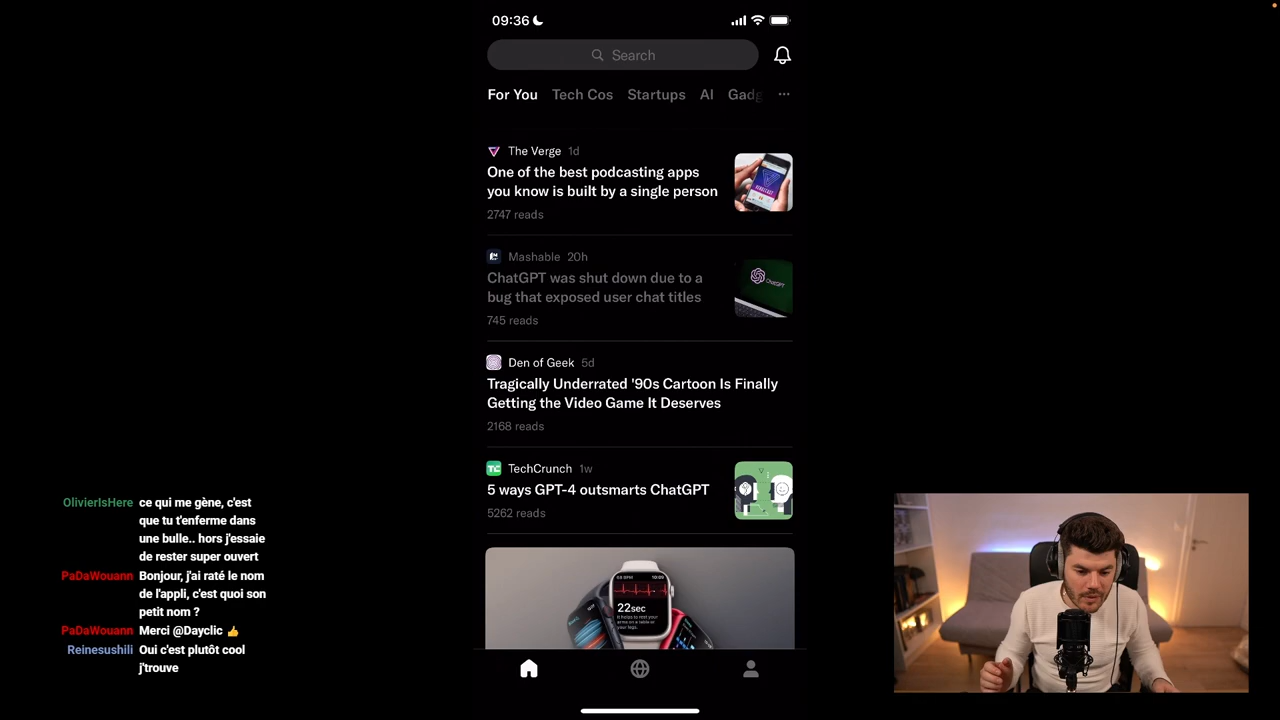 09:36
Search
For You Tech Cos Startups AI Gadg ...
The Verge 1d
One of the best podcasting apps
you know is built by a single person
2747 reads
Mashable 20h
ChatGPT was shut down due to a
bug that exposed user chat titles
745 reads
ChatGPT
Den of Geek 5d
Tragically Underrated '90s Cartoon Is Finally
Getting the Video Game It Deserves
2168 reads
TC TechCrunch 1w
5 ways GPT-4 outsmarts ChatGPT
5262 reads
22sec
OlivierIsHere ce qui me gène, c'est
que tu t'enferme dans
une bulle.. hors j'essaie
de rester super ouvert
PaDaWouann Bonjour, j'ai raté le nom
de l'appli, c'est quoi son
petit nom ?
PaDaWouann Merci @Dayclic 👍
Reinesushili Oui c'est plutôt cool
j'trouve